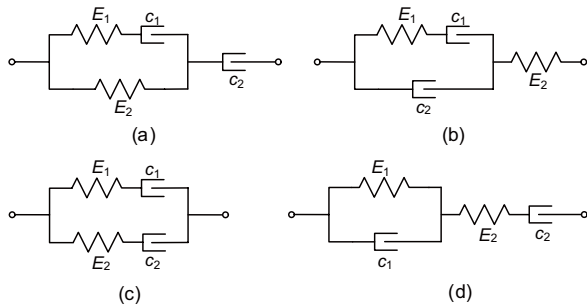 E₁ c₁
E₂ c₂
(a)
E₁ c₁
c₂ E₂
(b)
E₁ c₁
E₂ c₂
(c)
E₁
c₁ E₂ c₂
(d)